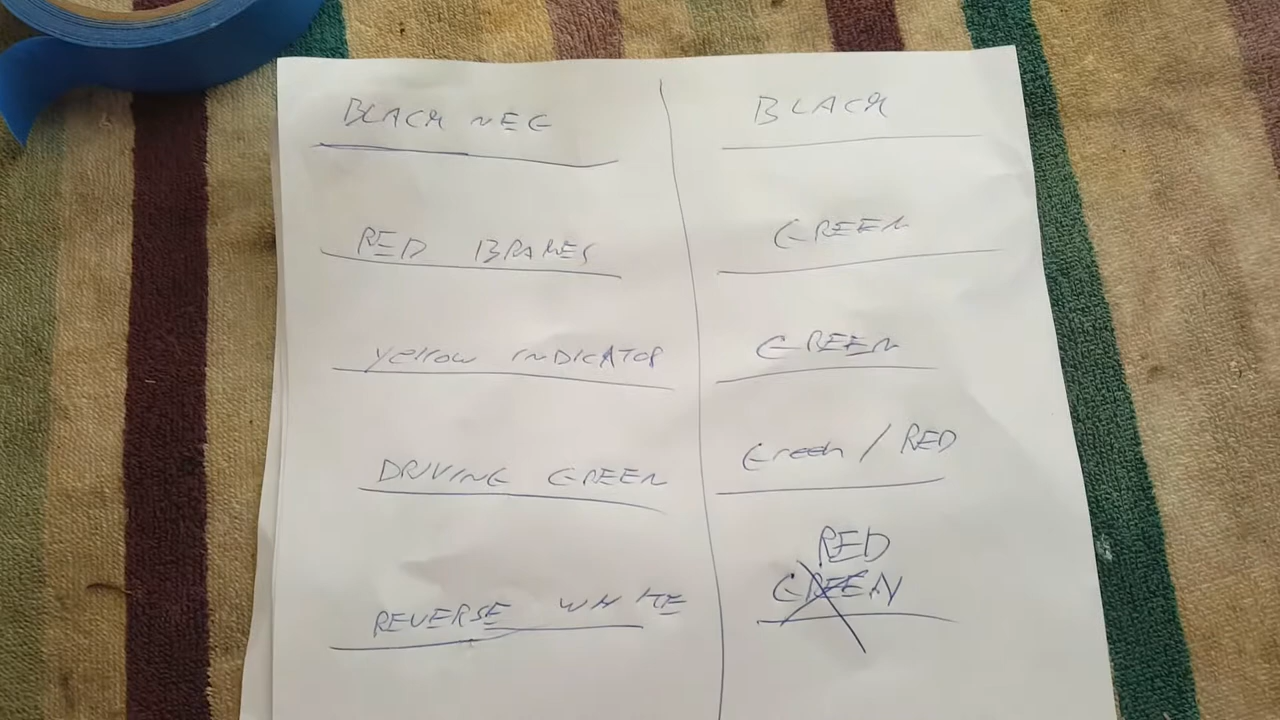 BLACK NEG
BLACK
RED BRAKES
GREEN
Yellow INDICATOR
GREEN
DRIVING GREEN
Green / RED
RED
GREEN
REVERSE WHITE